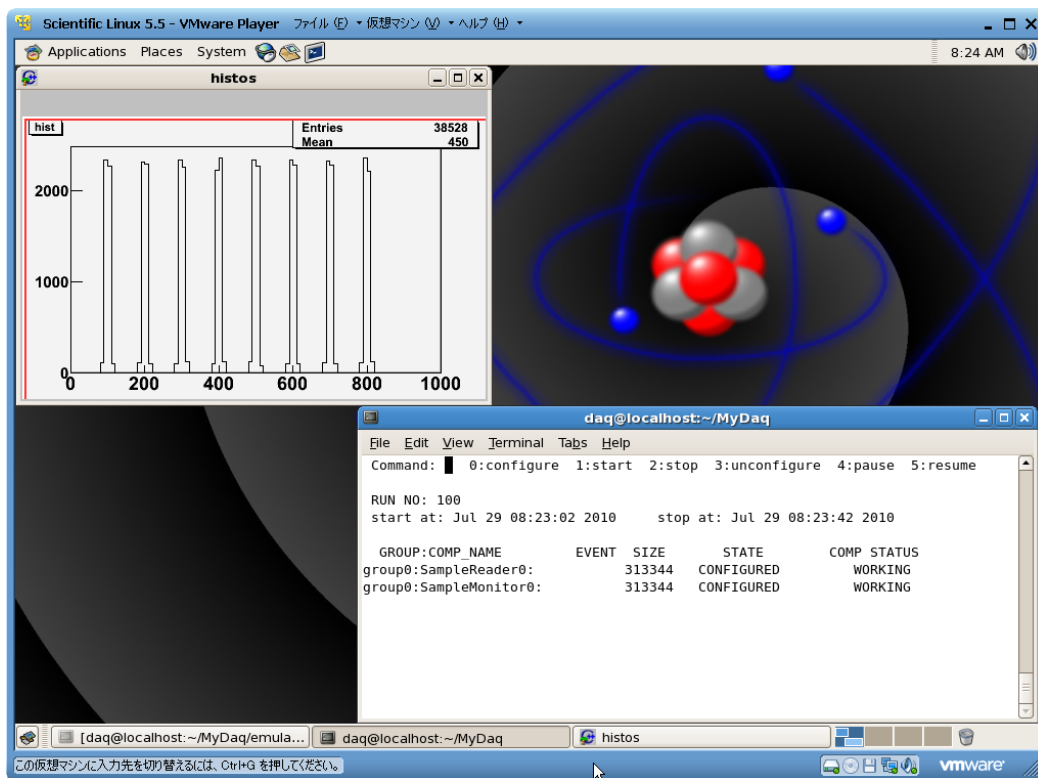 Scientific Linux 5.5 - VMware Player ファイル (F) 仮想マシン (V) ヘルプ (H)
Applications Places System 8:24 AM
histos
hist
Entries 38528
Mean 450
2000
1000
0
0 200 400 600 800 1000
daq@localhost:~/MyDaq
File Edit View Terminal Tabs Help
Command: 0:configure 1:start 2:stop 3:unconfigure 4:pause 5:resume
RUN NO: 100
start at: Jul 29 08:23:02 2010 stop at: Jul 29 08:23:42 2010
GROUP:COMP_NAME EVENT SIZE STATE COMP STATUS
group0:SampleReader0: 313344 CONFIGURED WORKING
group0:SampleMonitor0: 313344 CONFIGURED WORKING
[daq@localhost:~/MyDaq/emula... daq@localhost:~/MyDaq histos
この仮想マシンに入力先を切り替えるには、Ctrl+G を押してください。 vmware